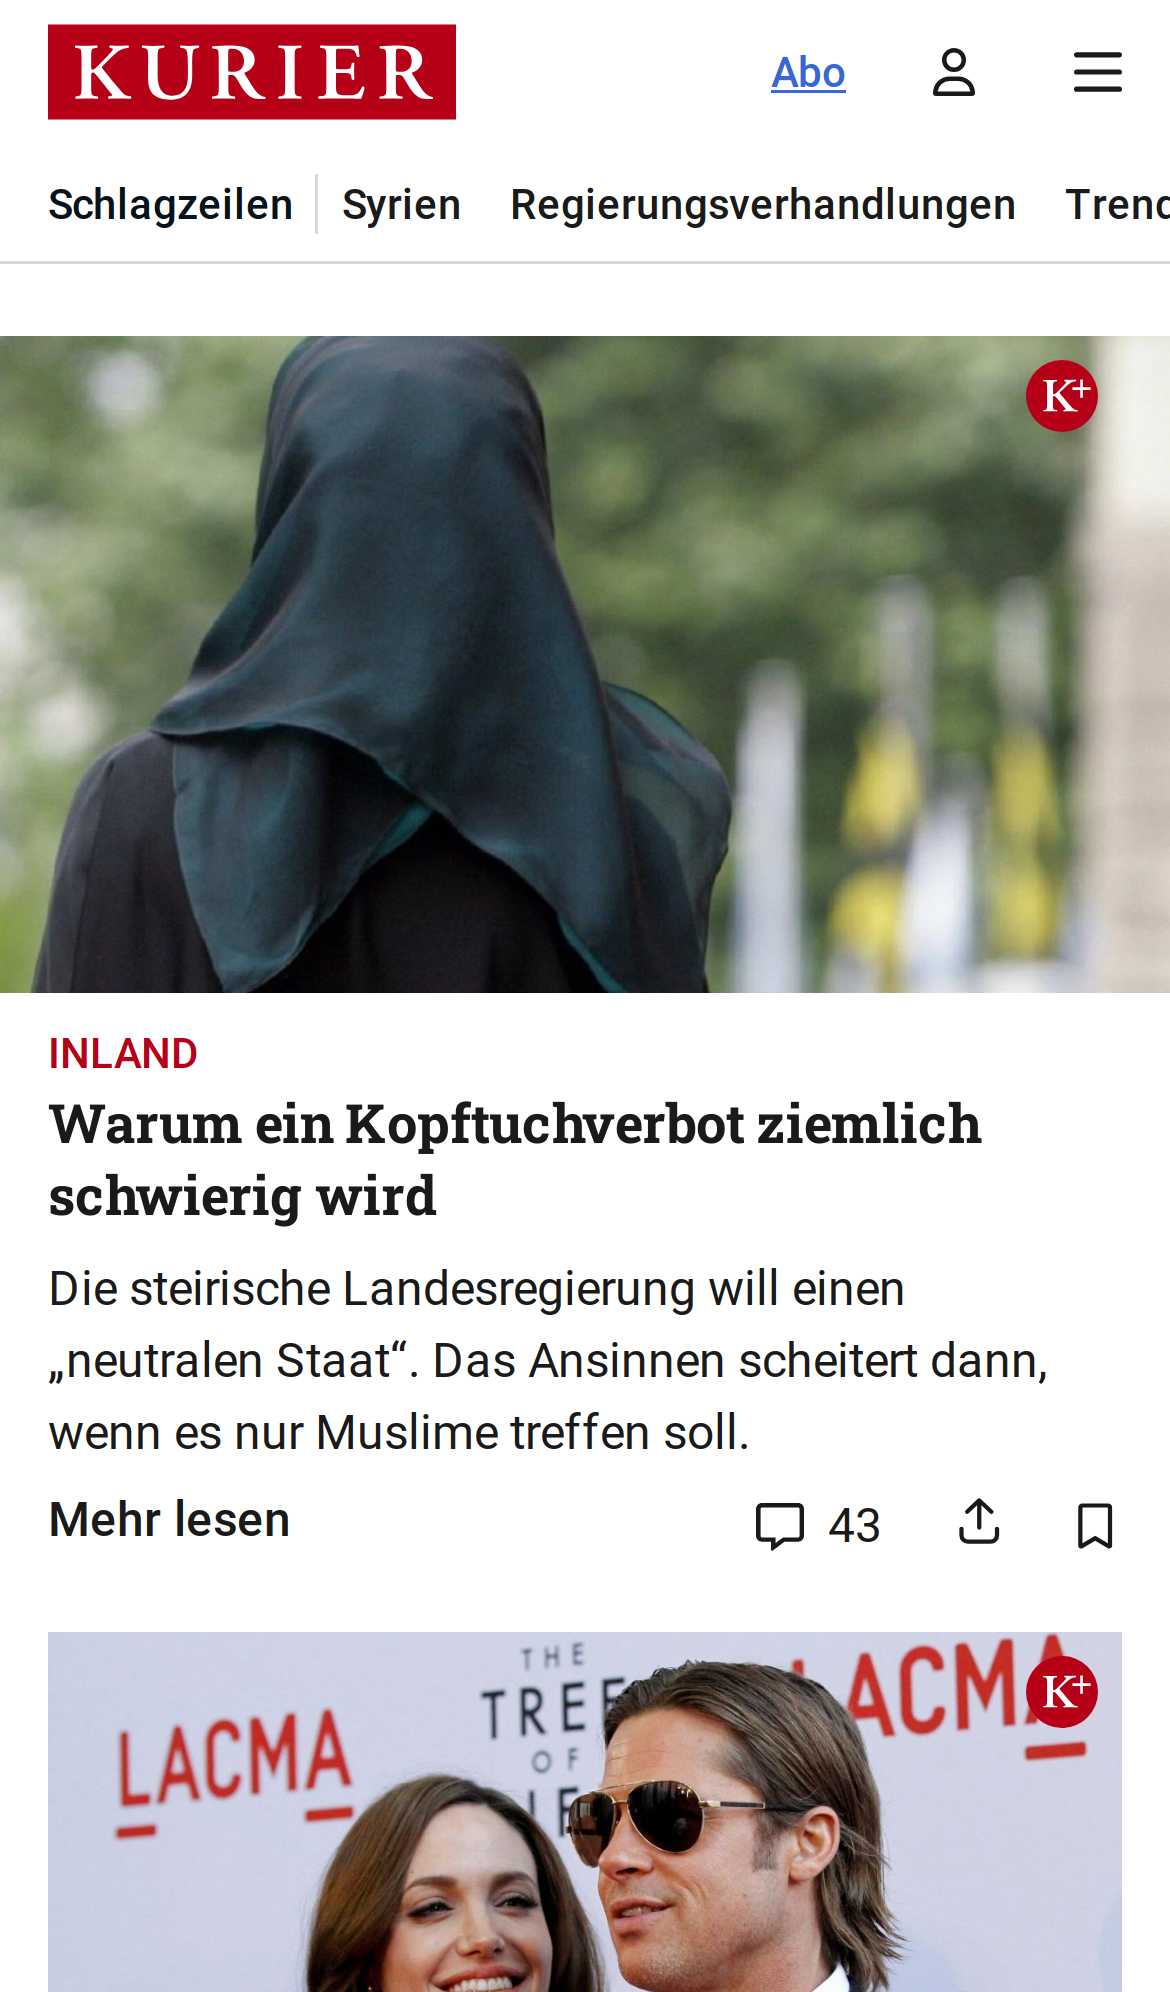 KURIER
Abo
Schlagzeilen
Syrien
Regierungsverhandlungen
Trend
K+
INLAND
Warum ein Kopftuchverbot ziemlich
schwierig wird
Die steirische Landesregierung will einen
„neutralen Staat“. Das Ansinnen scheitert dann,
wenn es nur Muslime treffen soll.
Mehr lesen
43
THE
TREE
OF
LACMA
LACMA
K+